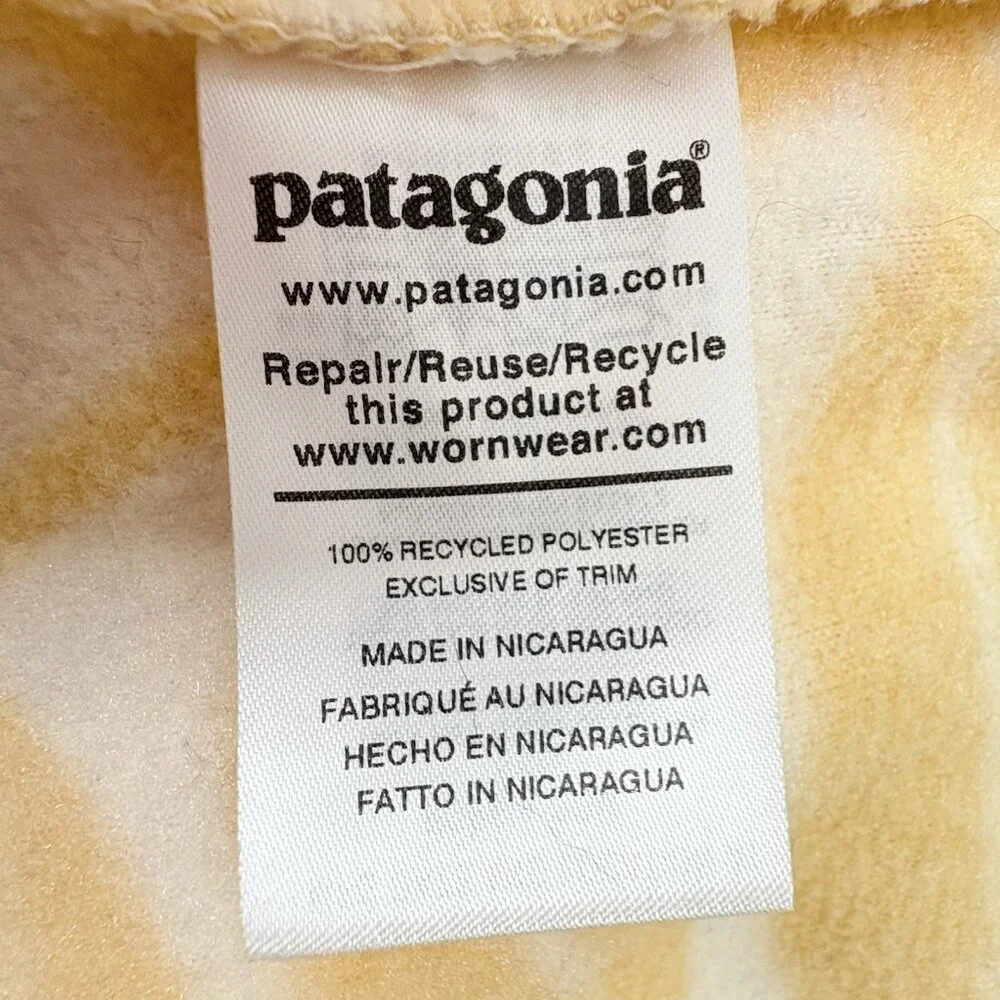 patagonia®
www.patagonia.com
Repair/Reuse/Recycle
this product at
www.wornwear.com
100% RECYCLED POLYESTER
EXCLUSIVE OF TRIM
MADE IN NICARAGUA
FABRIQUÉ AU NICARAGUA
HECHO EN NICARAGUA
FATTO IN NICARAGUA